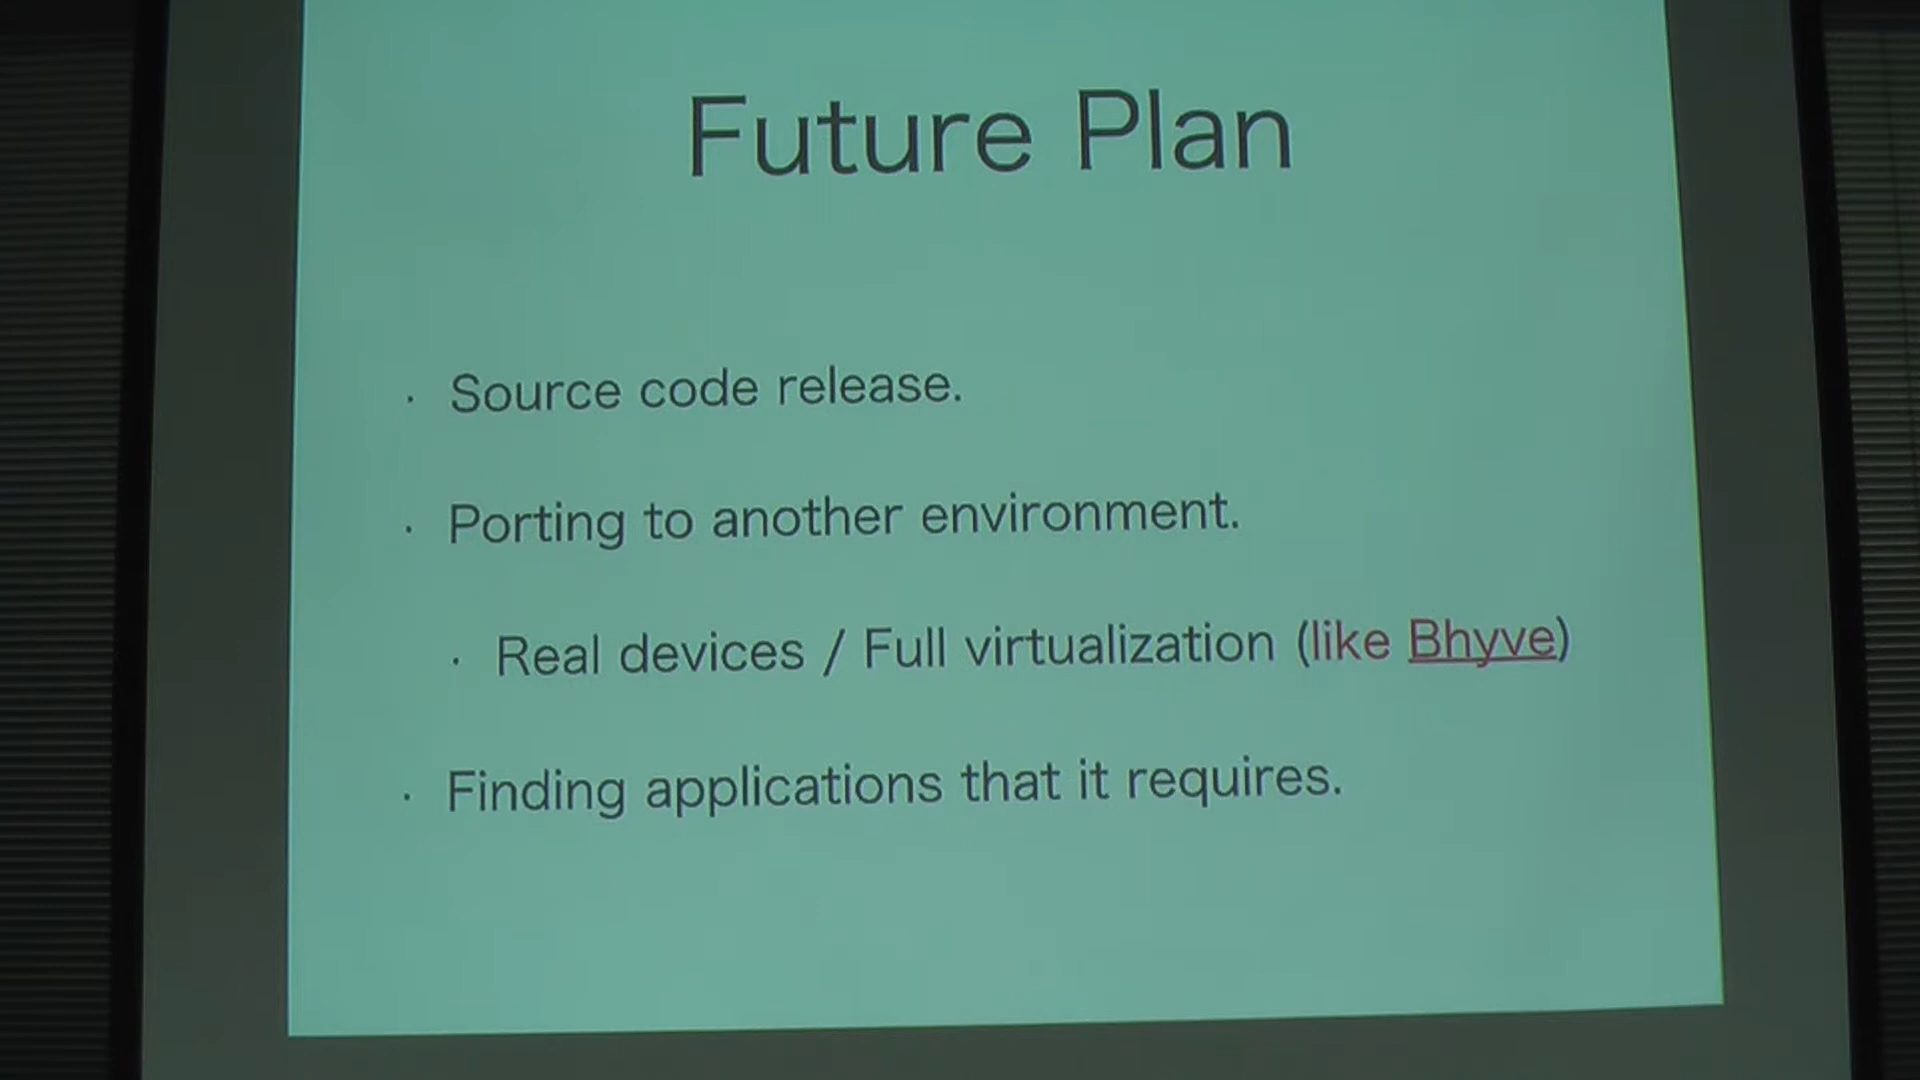 Future Plan
· Source code release.
· Porting to another environment.
· Real devices / Full virtualization (like Bhyve)
· Finding applications that it requires.